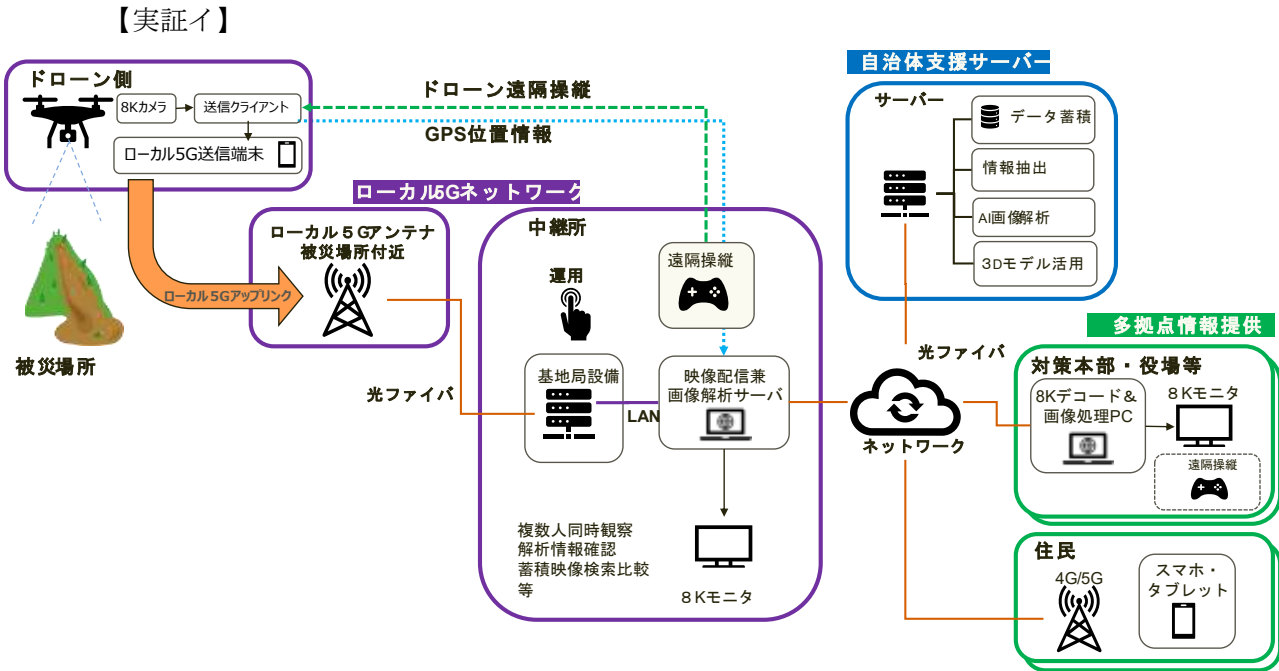 【実証イ】
ドローン側
8Kカメラ
送信クライアント
ローカル5G送信端末
ドローン遠隔操縦
GPS位置情報
被災場所
ローカル5Gアップリンク
ローカル5Gネットワーク
ローカル５Gアンテナ
被災場所付近
光ファイバ
中継所
運用
遠隔操縦
基地局設備
LAN
映像配信兼
画像解析サーバ
複数人同時観察
解析情報確認
蓄積映像検索比較
等
８Kモニタ
自治体支援サーバー
サーバー
データ蓄積
情報抽出
AI画像解析
３Dモデル活用
光ファイバ
ネットワーク
多拠点情報提供
対策本部・役場等
8Kデコード＆
画像処理PC
８Kモニタ
遠隔操縦
住民
4G/5G
スマホ・
タブレット